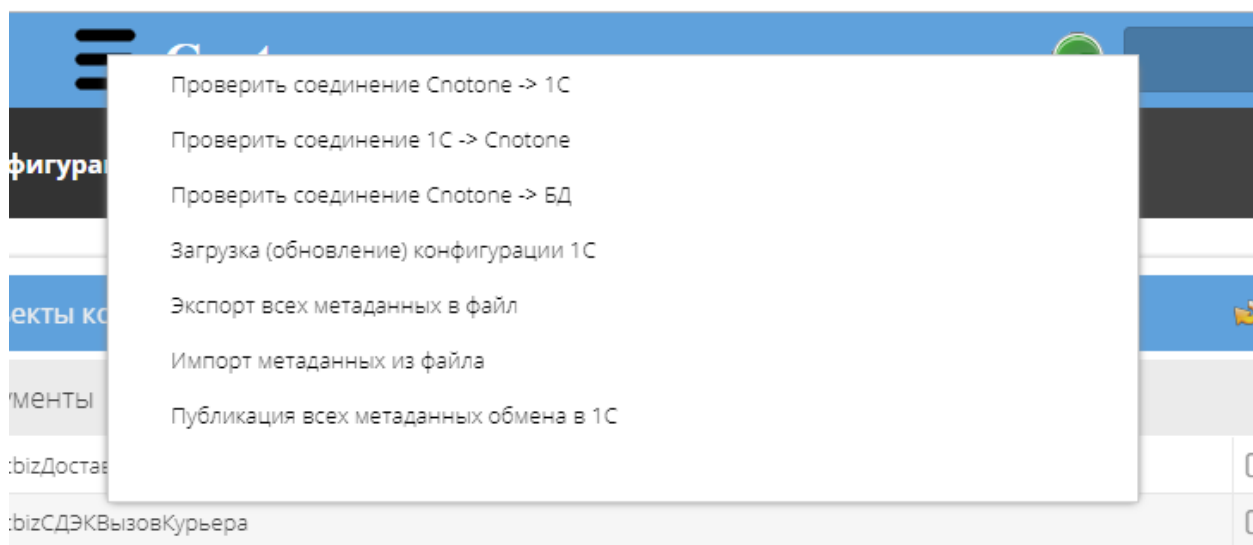 Проверить соединение Cnotone -> 1С
Проверить соединение 1С -> Cnotone
Проверить соединение Cnotone -> БД
Загрузка (обновление) конфигурации 1С
Экспорт всех метаданных в файл
Импорт метаданных из файла
Публикация всех метаданных обмена в 1С
bizСДЭКВызовКурьера